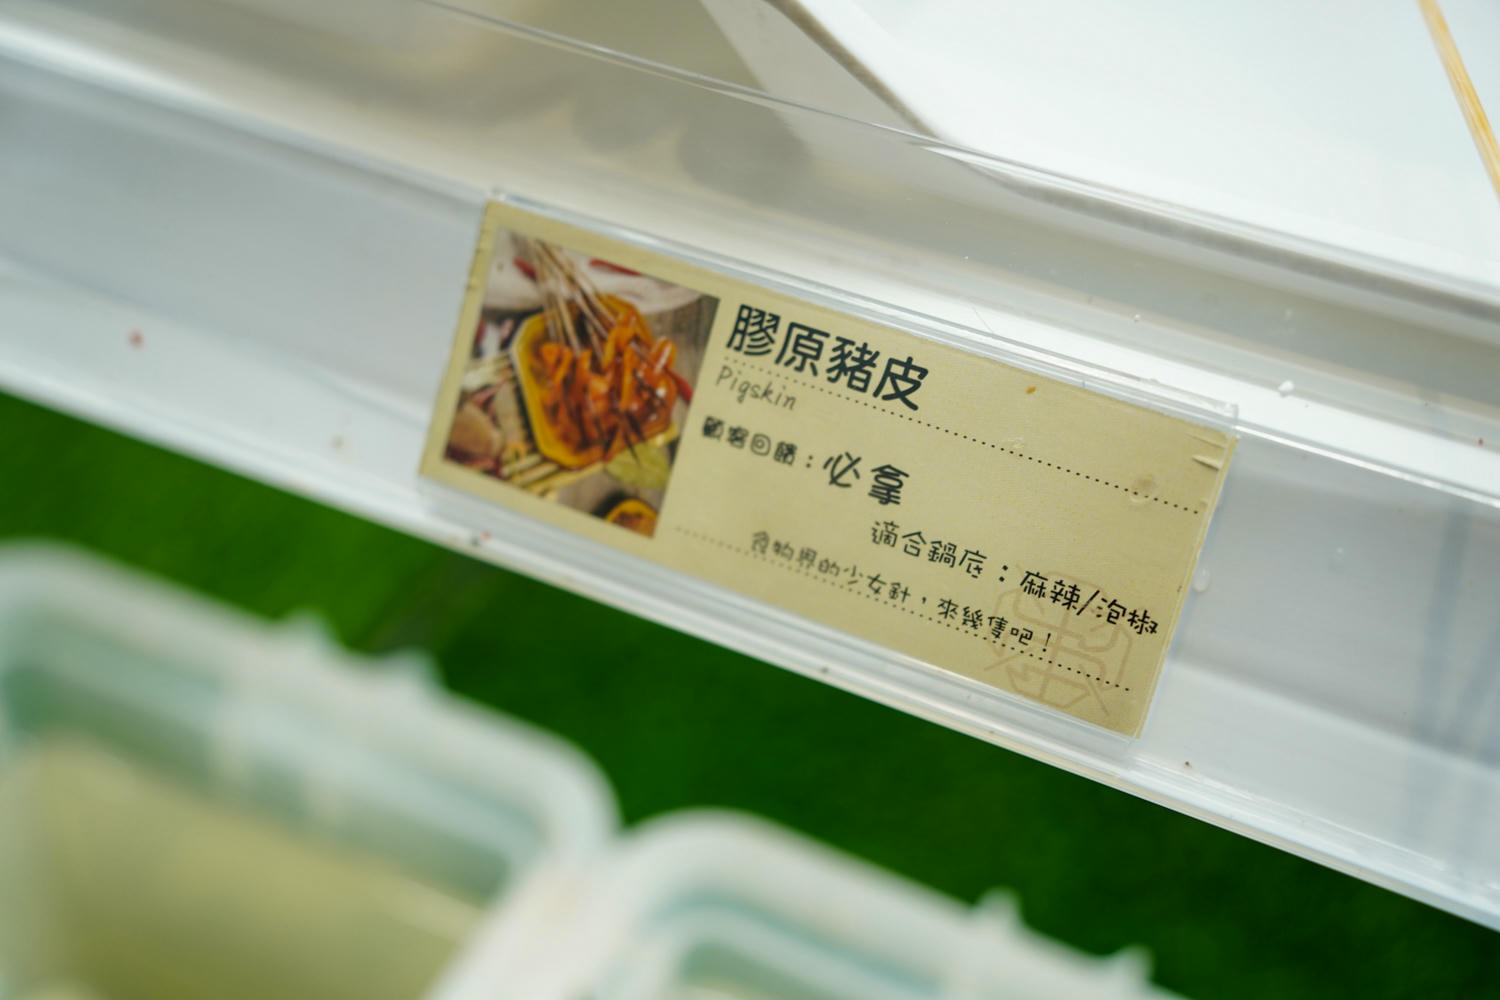 膠原豬皮
Pigskin
顧客回饋：必拿
適合鍋底：麻辣/泡椒
食物界的少女針，來幾隻吧！